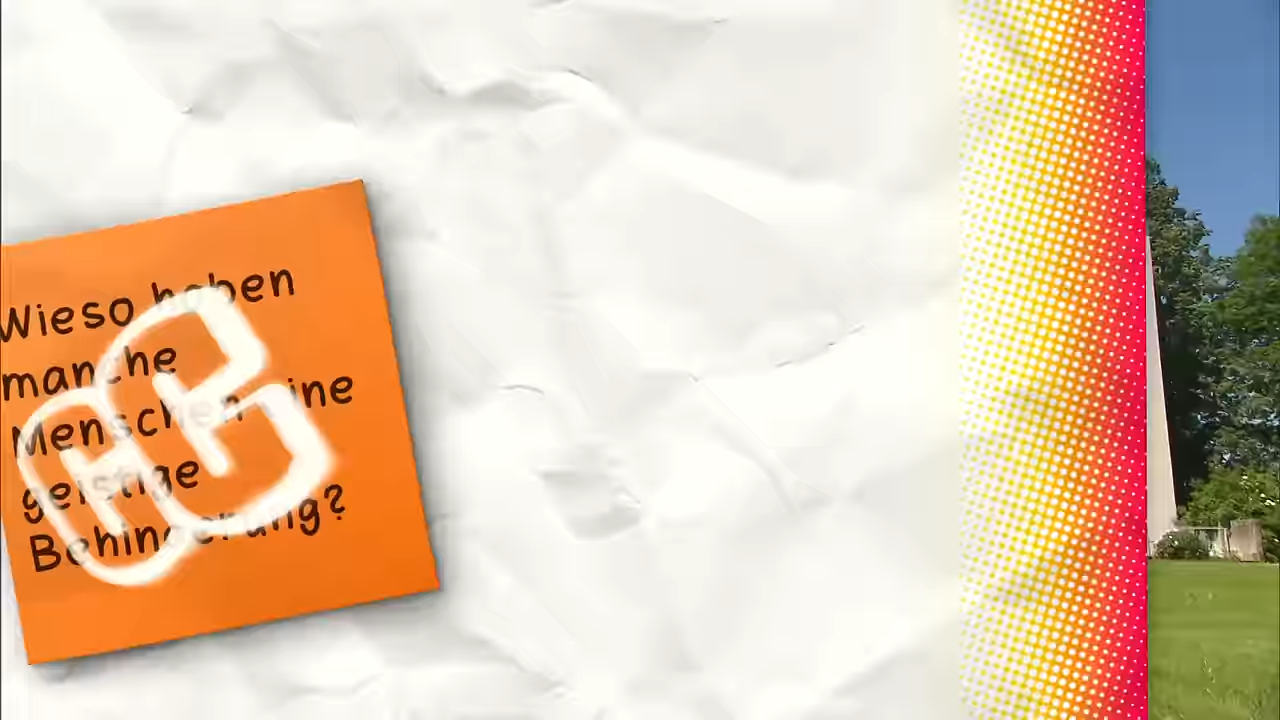 Wieso haben
manche
Menschen eine
geistige
Behinderung?